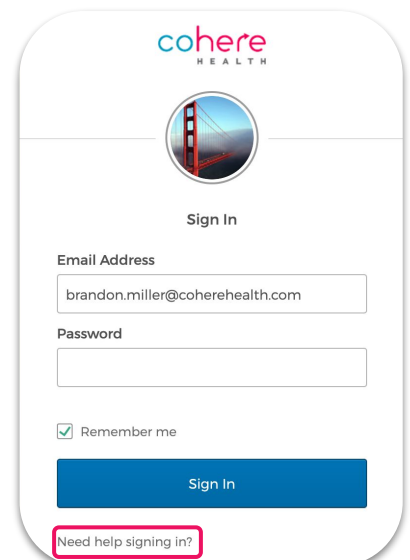 cohere
HEALTH
Sign In
Email Address
brandon.miller@coherehealth.com
Password
Remember me
Sign In
Need help signing in?